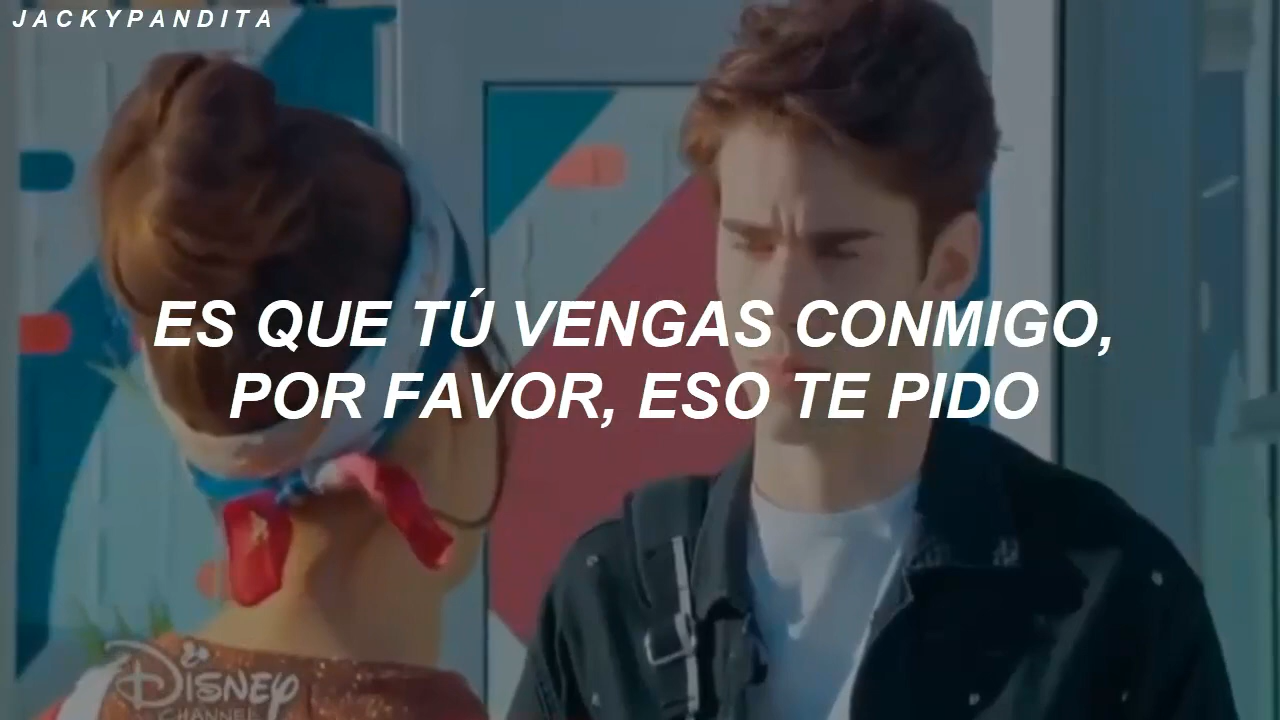 JACKYPANDITA
ES QUE TÚ VENGAS CONMIGO,
POR FAVOR, ESO TE PIDO
DISNEY
CHANNEL